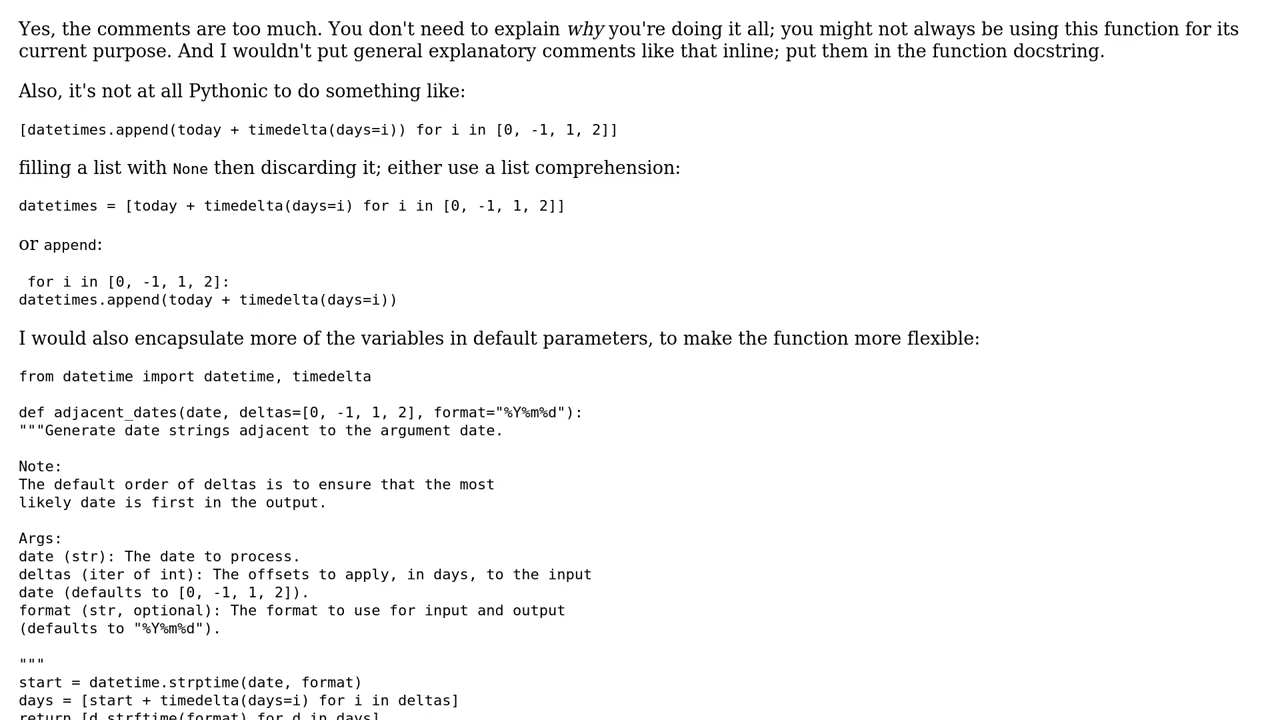 Yes, the comments are too much. You don't need to explain why you're doing it all; you might not always be using this function for its
current purpose. And I wouldn't put general explanatory comments like that inline; put them in the function docstring.
Also, it's not at all Pythonic to do something like:
[datetimes.append(today + timedelta(days=i)) for i in [0, -1, 1, 2]]
filling a list with None then discarding it; either use a list comprehension:
datetimes = [today + timedelta(days=i) for i in [0, -1, 1, 2]]
or append:
for i in [0, -1, 1, 2]:
datetimes.append(today + timedelta(days=i))
I would also encapsulate more of the variables in default parameters, to make the function more flexible:
from datetime import datetime, timedelta
def adjacent_dates(date, deltas=[0, -1, 1, 2], format="%Y%m%d"):
"""Generate date strings adjacent to the argument date.
Note:
The default order of deltas is to ensure that the most
likely date is first in the output.
Args:
date (str): The date to process.
deltas (iter of int): The offsets to apply, in days, to the input
date (defaults to [0, -1, 1, 2]).
format (str, optional): The format to use for input and output
(defaults to "%Y%m%d").
"""
start = datetime.strptime(date, format)
days = [start + timedelta(days=i) for i in deltas]
return [d.strftime(format) for d in days]